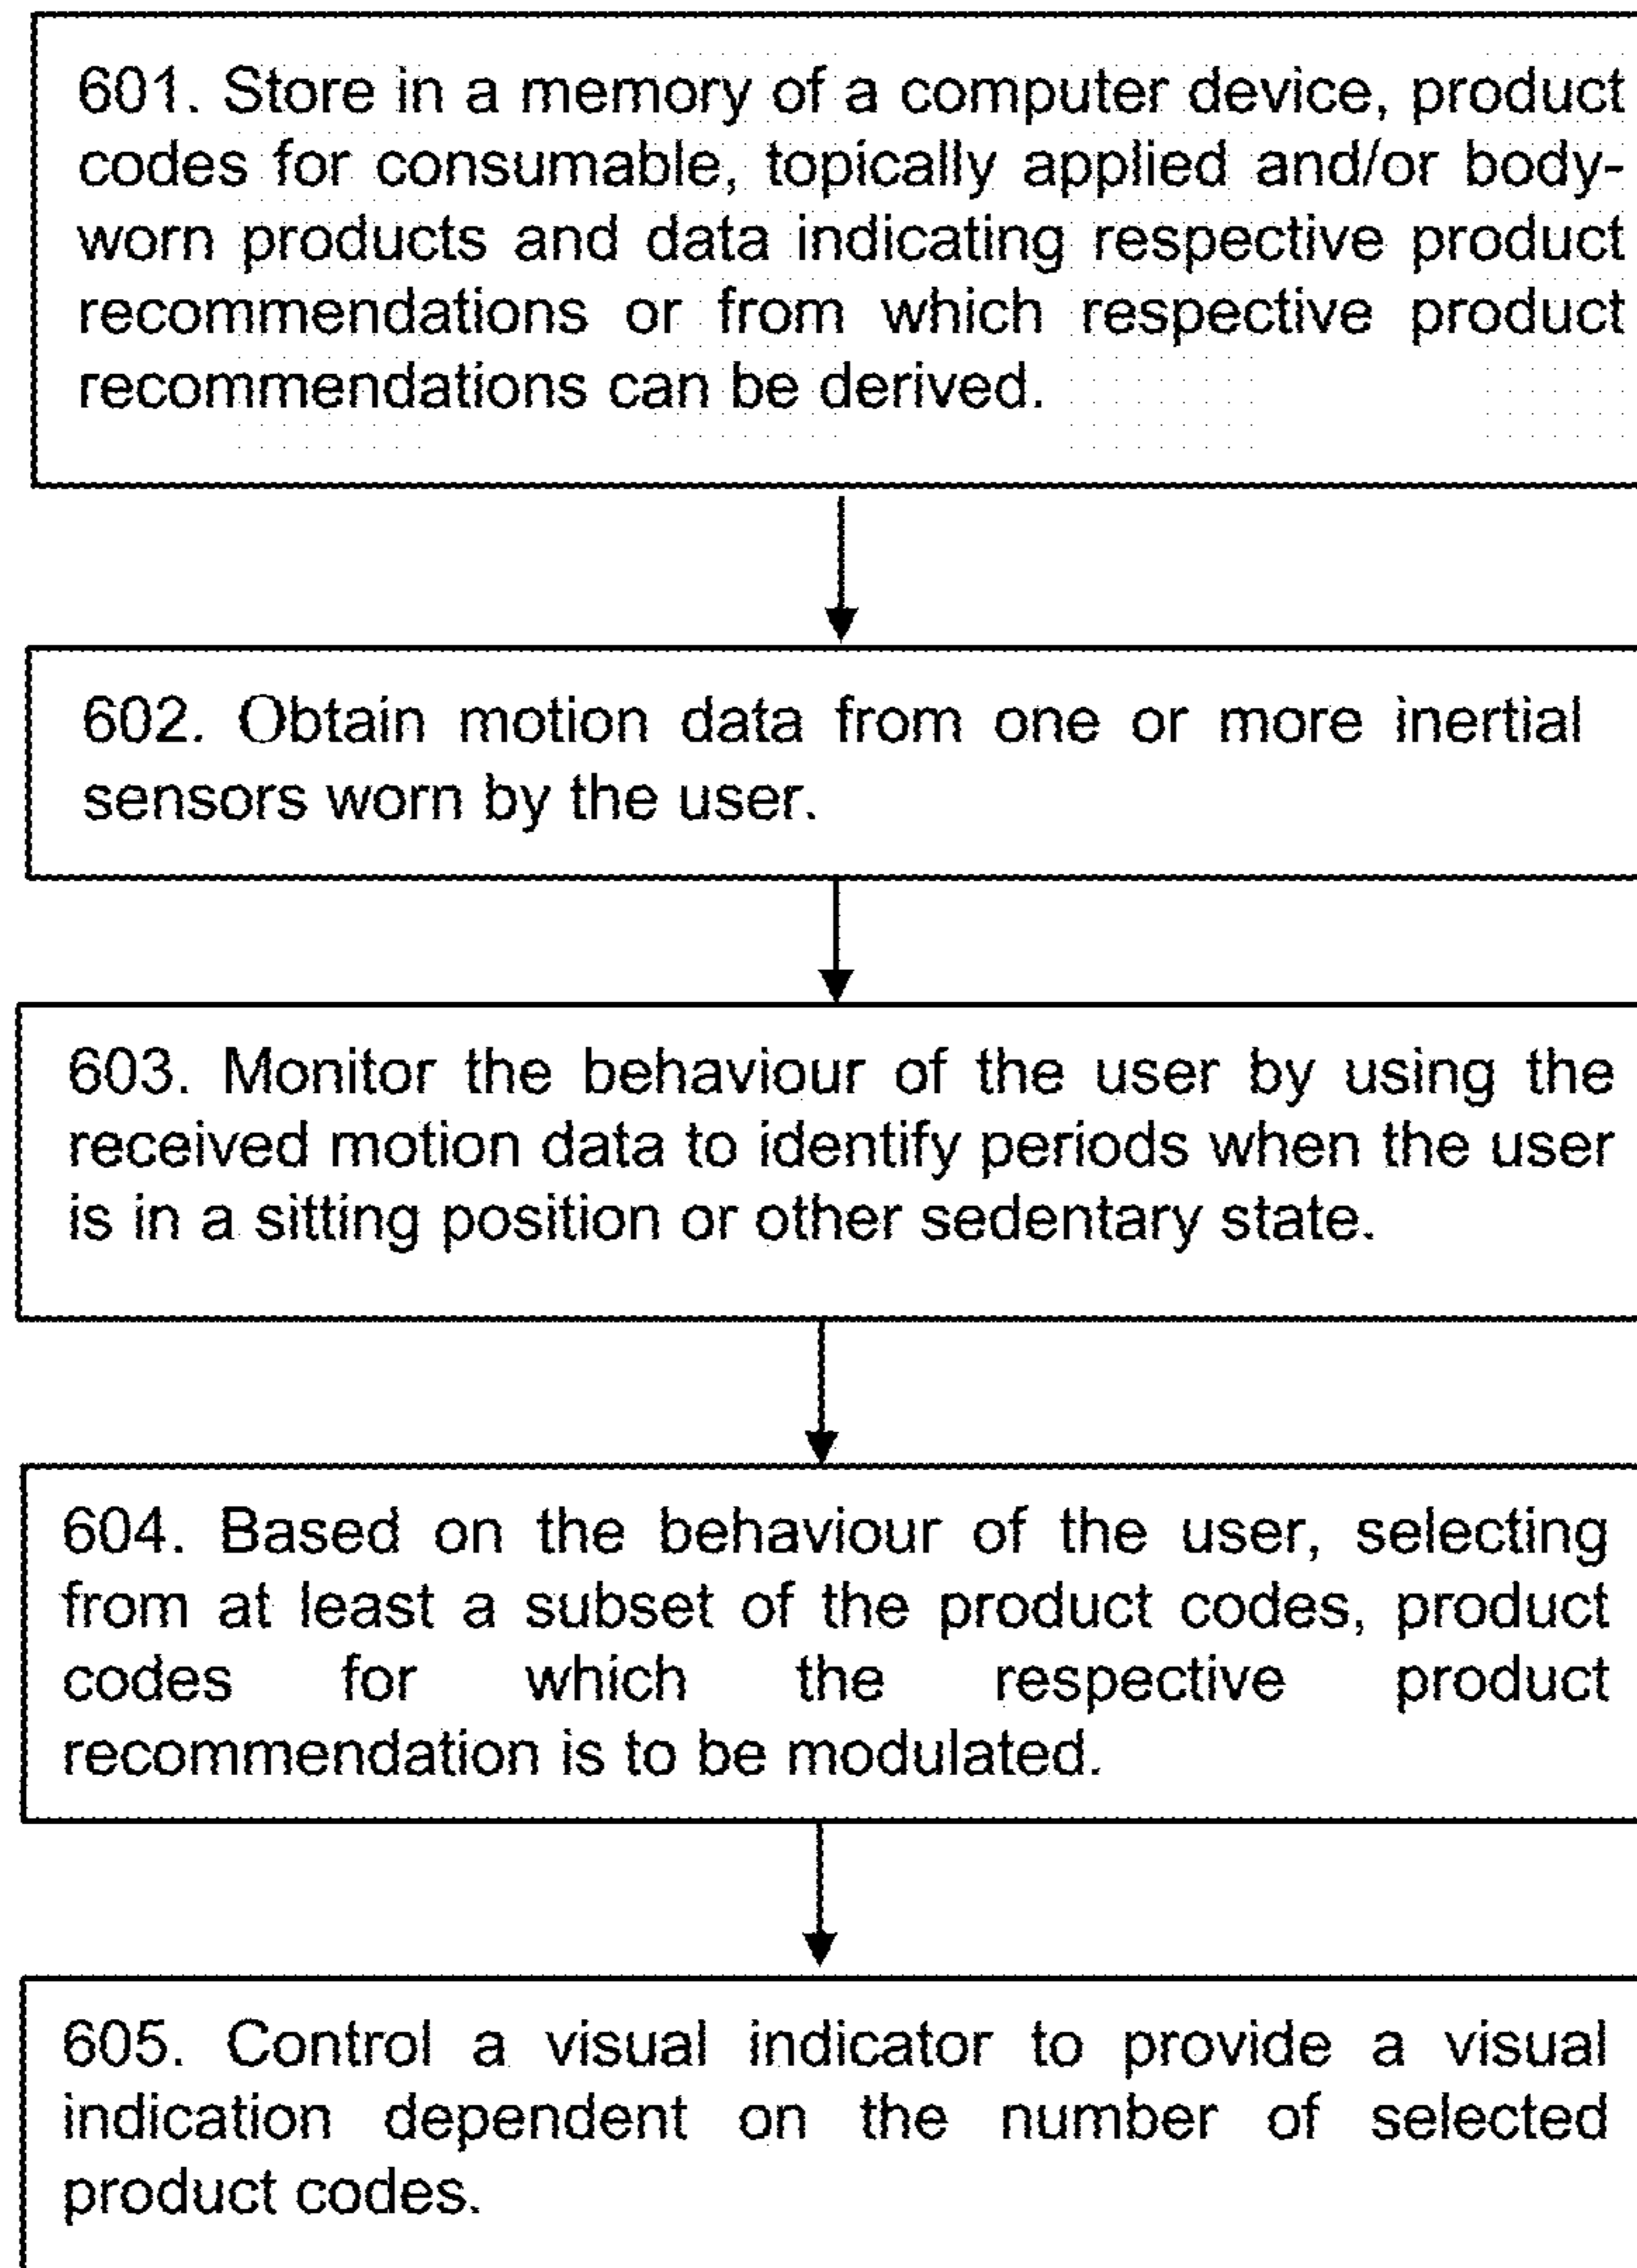 601. Store in a memory of a computer device, product
codes for consumable, topically applied and/or body-
worn products and data indicating respective product
recommendations or from which respective product
recommendations can be derived.
602. Obtain motion data from one or more inertial
sensors worn by the user.
603. Monitor the behaviour of the user by using the
received motion data to identify periods when the user
is in a sitting position or other sedentary state.
604. Based on the behaviour of the user, selecting
from at least a subset of the product codes, product
codes for which the respective product
recommendation is to be modulated.
605. Control a visual indicator to provide a visual
indication dependent on the number of selected
product codes.